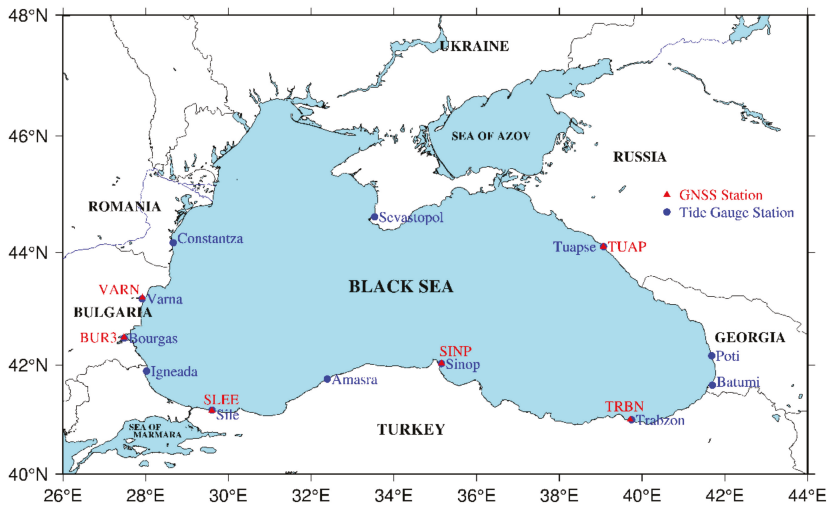 48°N
46°N
44°N
42°N
40°N
UKRAINE
SEA OF AZOV
RUSSIA
GNSS Station
Tide Gauge Station
ROMANIA
Sevastopol
Constantza
Tuapse
TUAP
VARN
Varna
BLACK SEA
BULGARIA
BUR3
Bourgas
GEORGIA
SINP
Sinop
Poti
Igneada
Amasra
Batumi
SLEE
Sile
TRBN
Trabzon
SEA OF
MARMARA
TURKEY
26°E
28°E
30°E
32°E
34°E
36°E
38°E
40°E
42°E
44°E